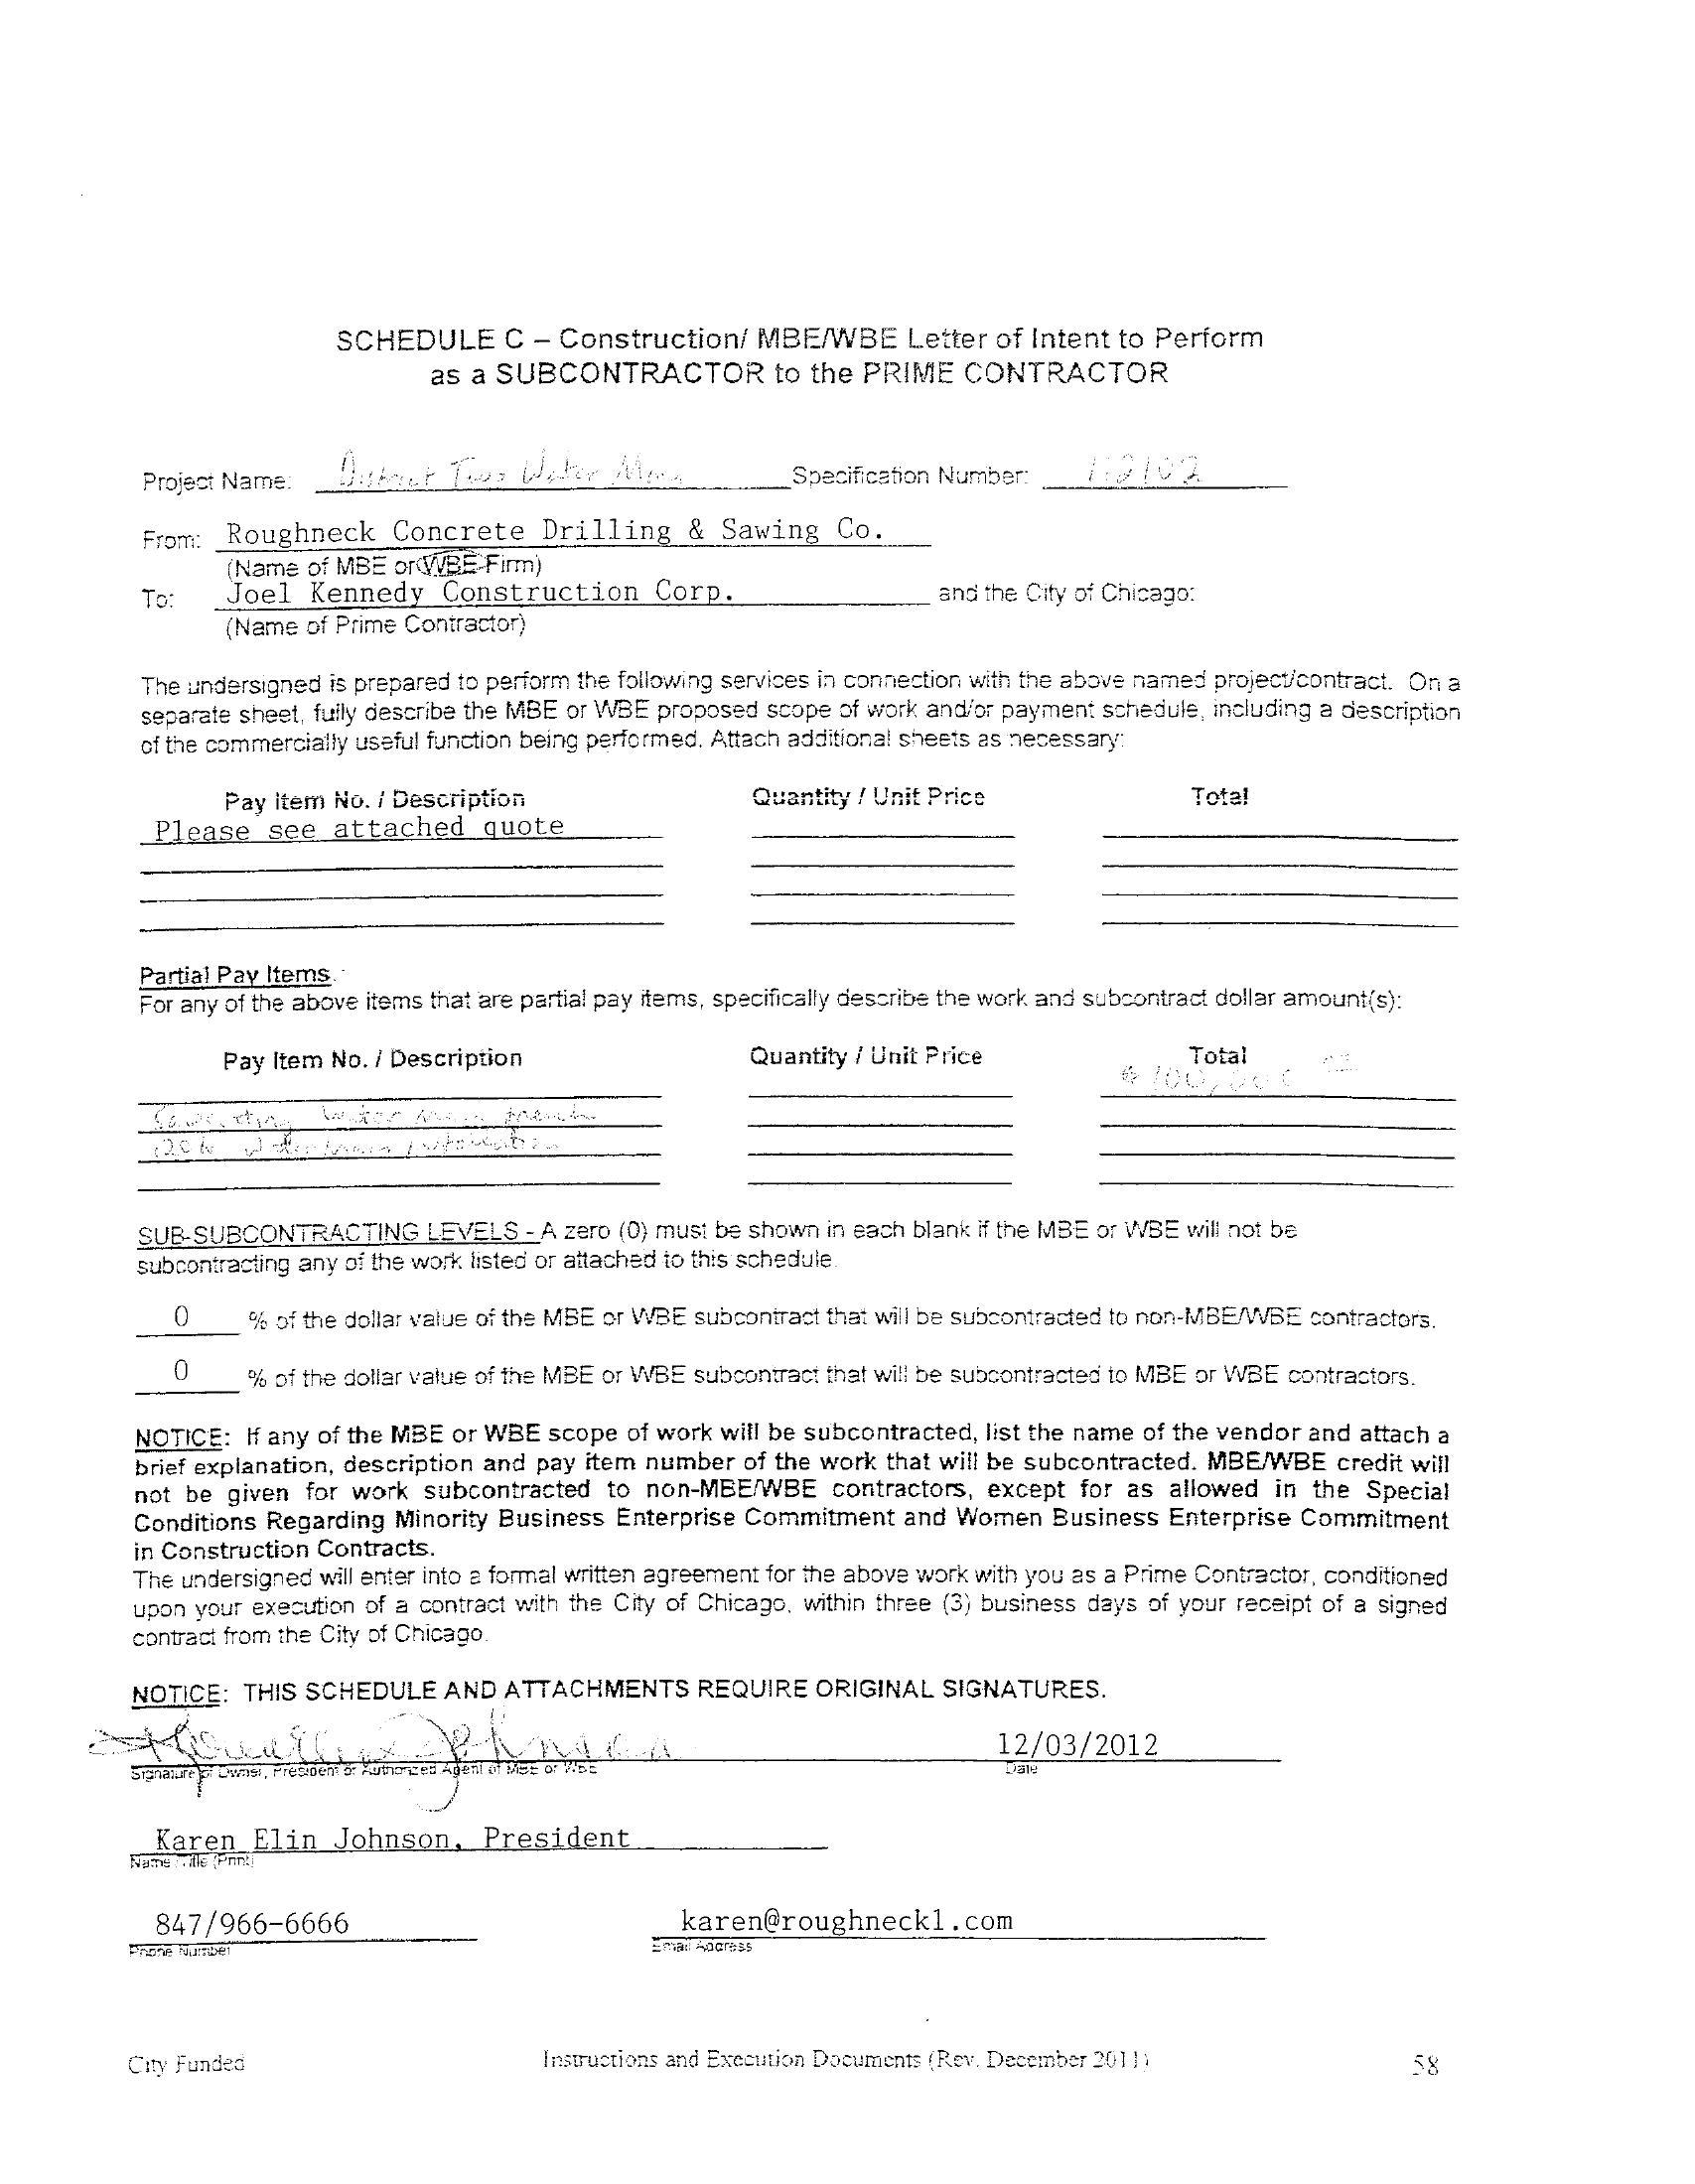 SCHEDULE C – Construction/ MBE/WBE Letter of Intent to Perform
as a SUBCONTRACTOR to the PRIME CONTRACTOR
Project Name: District Two Water Main Specification Number:
From: Roughneck Concrete Drilling & Sawing Co.
(Name of MBE or WBE Firm)
To: Joel Kennedy Construction Corp. and the City of Chicago:
(Name of Prime Contractor)
The undersigned is prepared to perform the following services in connection with the above named project/contract. On a
separate sheet, fully describe the MBE or WBE proposed scope of work and/or payment schedule, including a description
of the commercially useful function being performed. Attach additional sheets as necessary:
Pay Item No. / Description Quantity / Unit Price Total
Please see attached quote
Partial Pay Items.
For any of the above items that are partial pay items, specifically describe the work and subcontract dollar amount(s):
Pay Item No. / Description Quantity / Unit Price Total
$100,000
Water Main trench
SUB-SUBCONTRACTING LEVELS - A zero (0) must be shown in each blank if the MBE or WBE will not be
subcontracting any of the work listed or attached to this schedule.
0 % of the dollar value of the MBE or WBE subcontract that will be subcontracted to non-MBE/WBE contractors.
0 % of the dollar value of the MBE or WBE subcontract that will be subcontracted to MBE or WBE contractors.
NOTICE: If any of the MBE or WBE scope of work will be subcontracted, list the name of the vendor and attach a
brief explanation, description and pay item number of the work that will be subcontracted. MBE/WBE credit will
not be given for work subcontracted to non-MBE/WBE contractors, except for as allowed in the Special
Conditions Regarding Minority Business Enterprise Commitment and Women Business Enterprise Commitment
in Construction Contracts.
The undersigned will enter into a formal written agreement for the above work with you as a Prime Contractor, conditioned
upon your execution of a contract with the City of Chicago, within three (3) business days of your receipt of a signed
contract from the City of Chicago.
NOTICE: THIS SCHEDULE AND ATTACHMENTS REQUIRE ORIGINAL SIGNATURES.
12/03/2012
Signature of Owner, President or Authorized Agent of MBE or WBE Date
Karen Elin Johnson, President
Name/Title (Print)
847/966-6666 karen@roughneck1.com
Phone Number Email Address
City Funded Instructions and Execution Documents (Rev. December 2011) 58